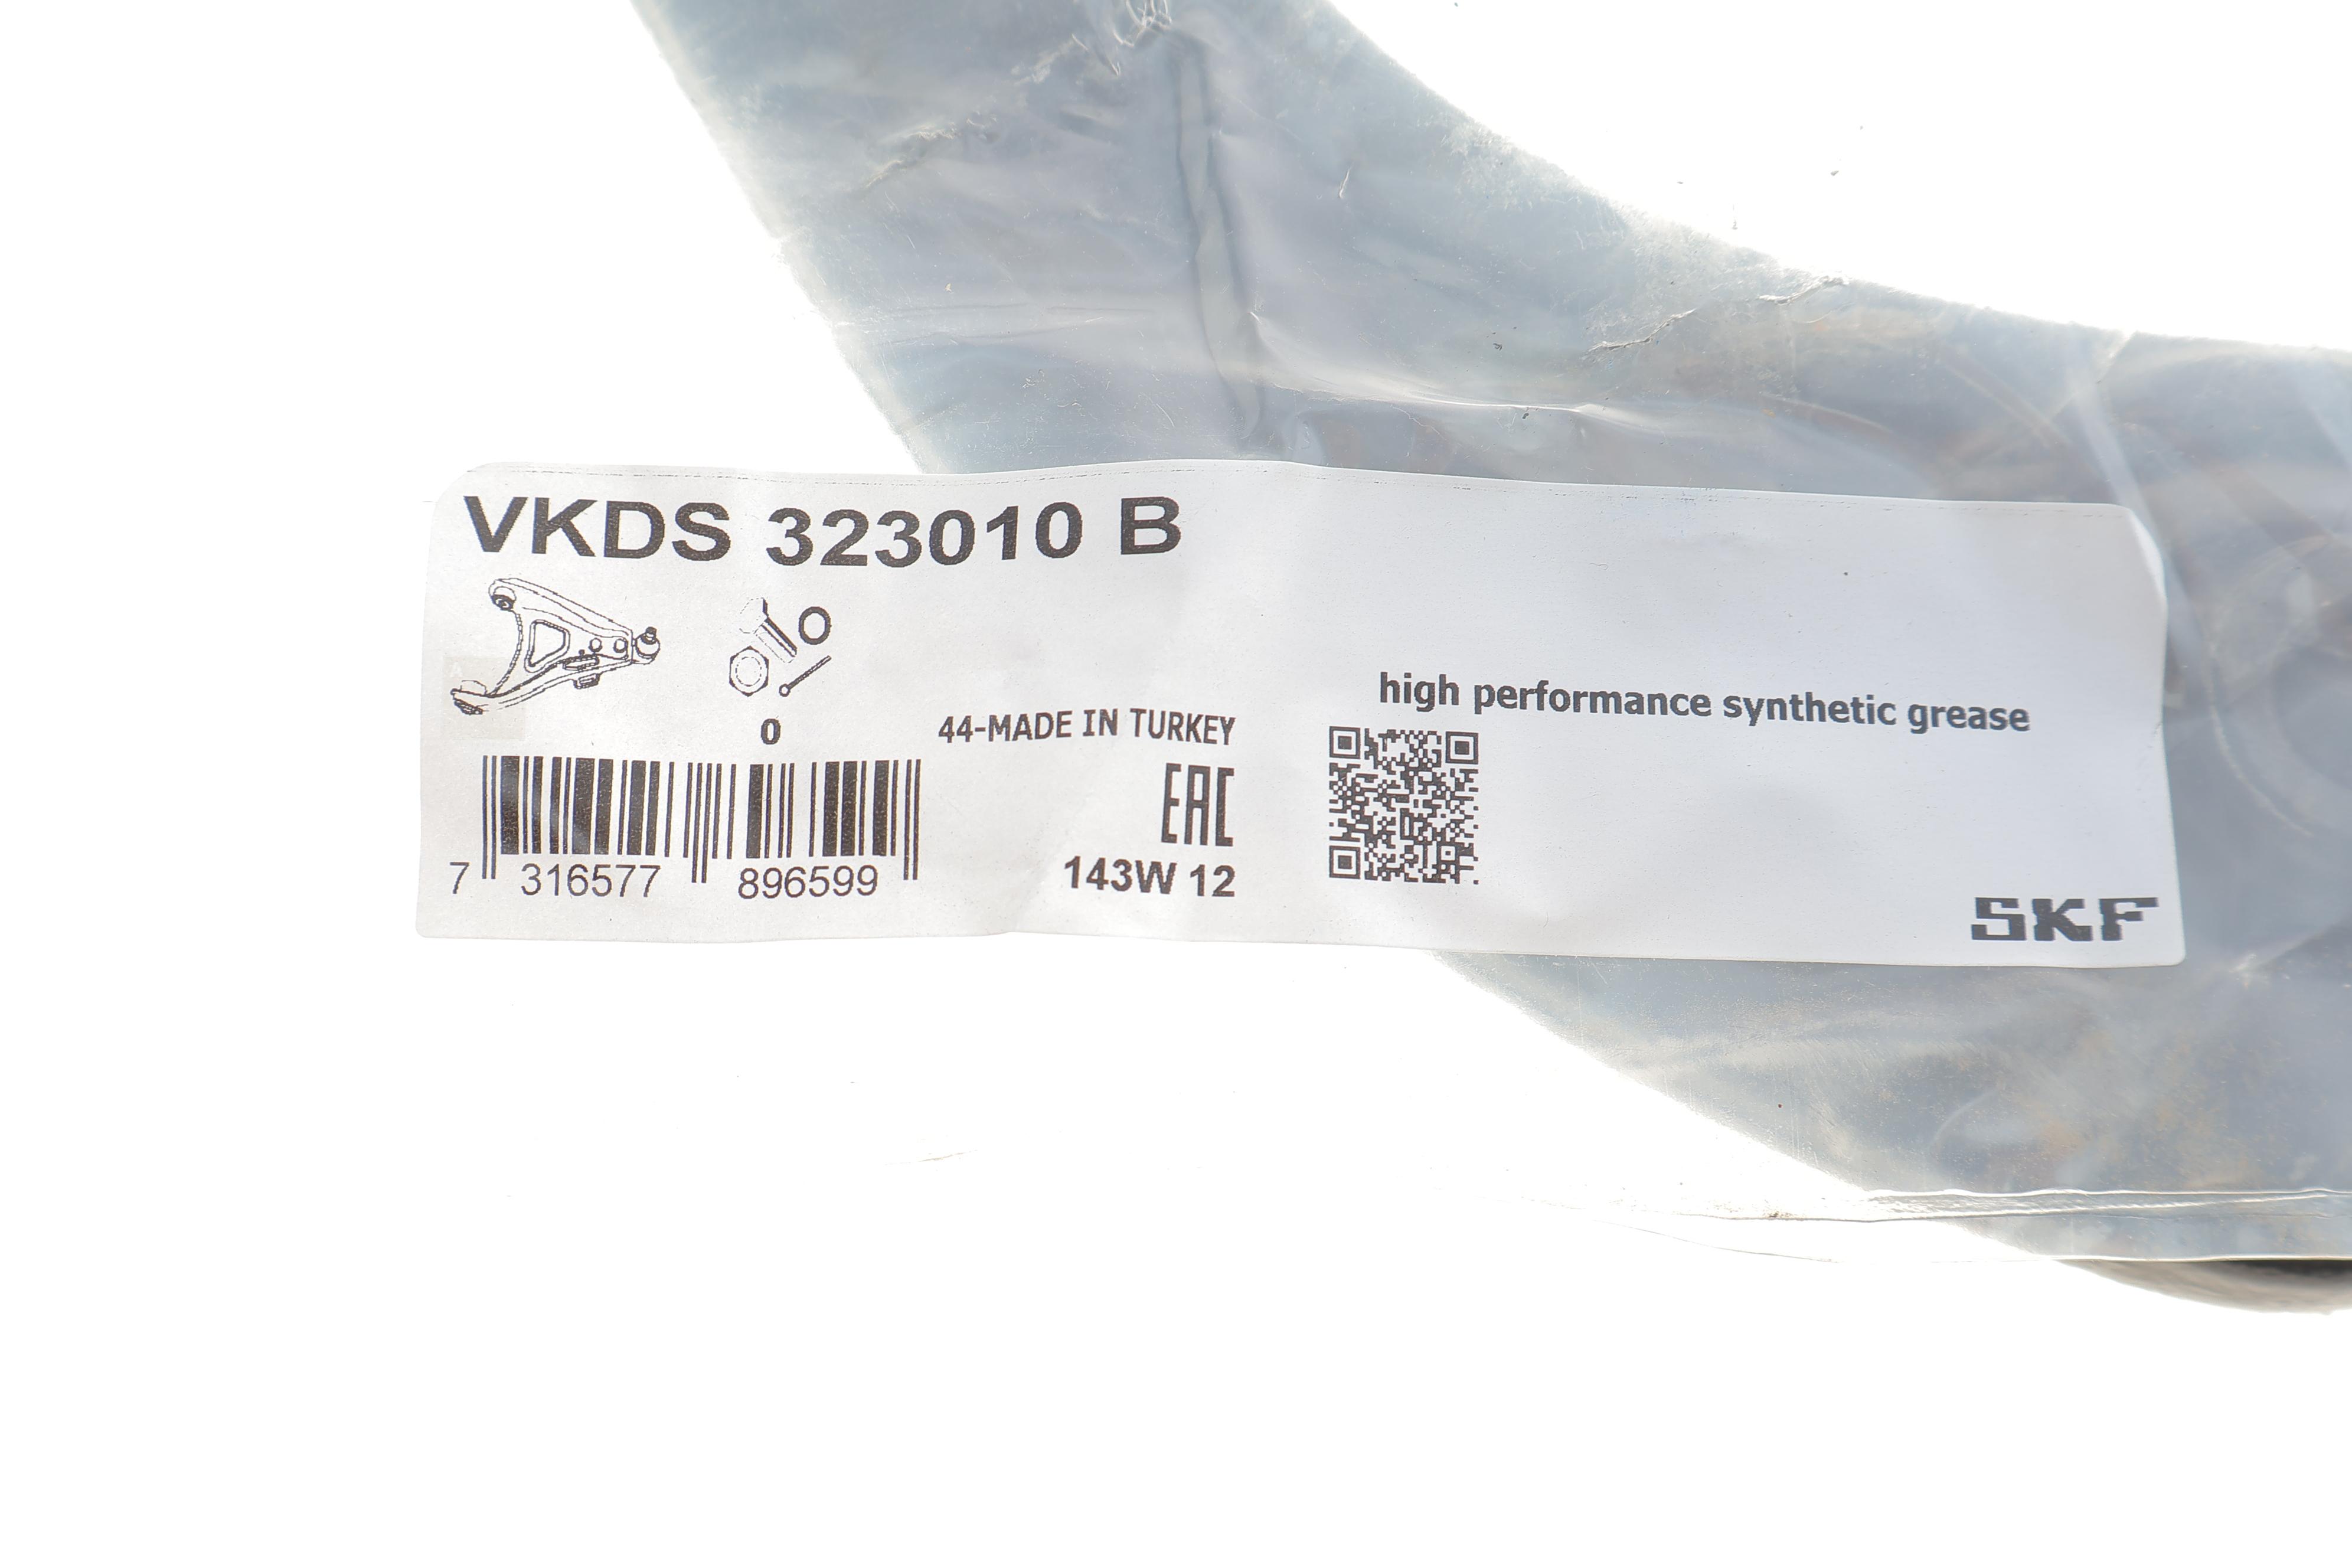 VKDS 323010 B
0
44-MADE IN TURKEY
high performance synthetic grease
EAC
7 316577 896599
143W 12
SKF